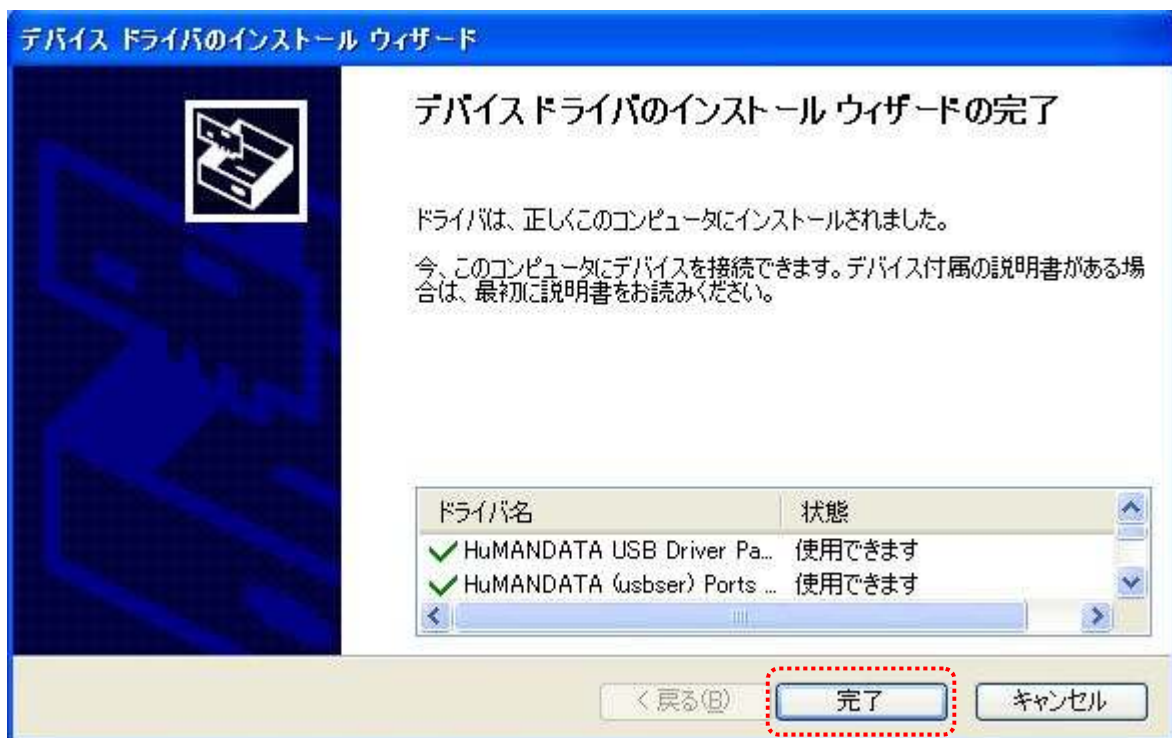 デバイス ドライバのインストール ウィザード
デバイス ドライバのインストール ウィザードの完了
ドライバは、正しくこのコンピュータにインストールされました。
今、このコンピュータにデバイスを接続できます。デバイス付属の説明書がある場
合は、最初に説明書をお読みください。
ドライバ名 状態
HuMANDATA USB Driver Pa... 使用できます
HuMANDATA (usbser) Ports ... 使用できます
< 戻る(B) 完了 キャンセル